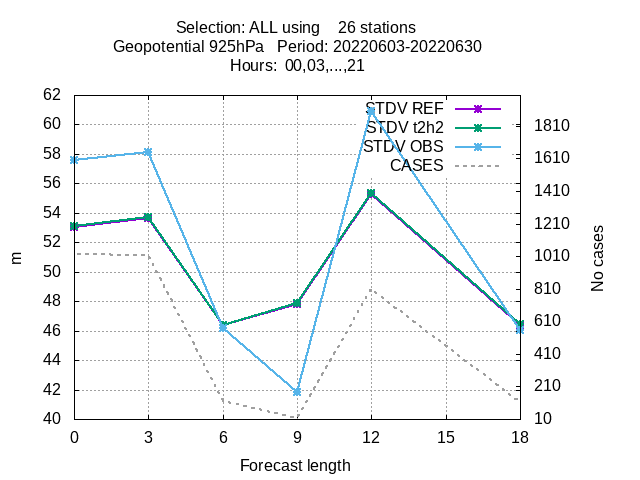 Selection: ALL using    26 stations
Geopotential 925hPa   Period: 20220603-20220630
Hours:  00,03,...,21
STDV REF
STDV t2h2
STDV OBS
CASES
62
60
58
56
54
52
50
48
46
44
42
40
m
1810
1610
1410
1210
1010
810
610
410
210
10
No cases
0 3 6 9 12 15 18
Forecast length